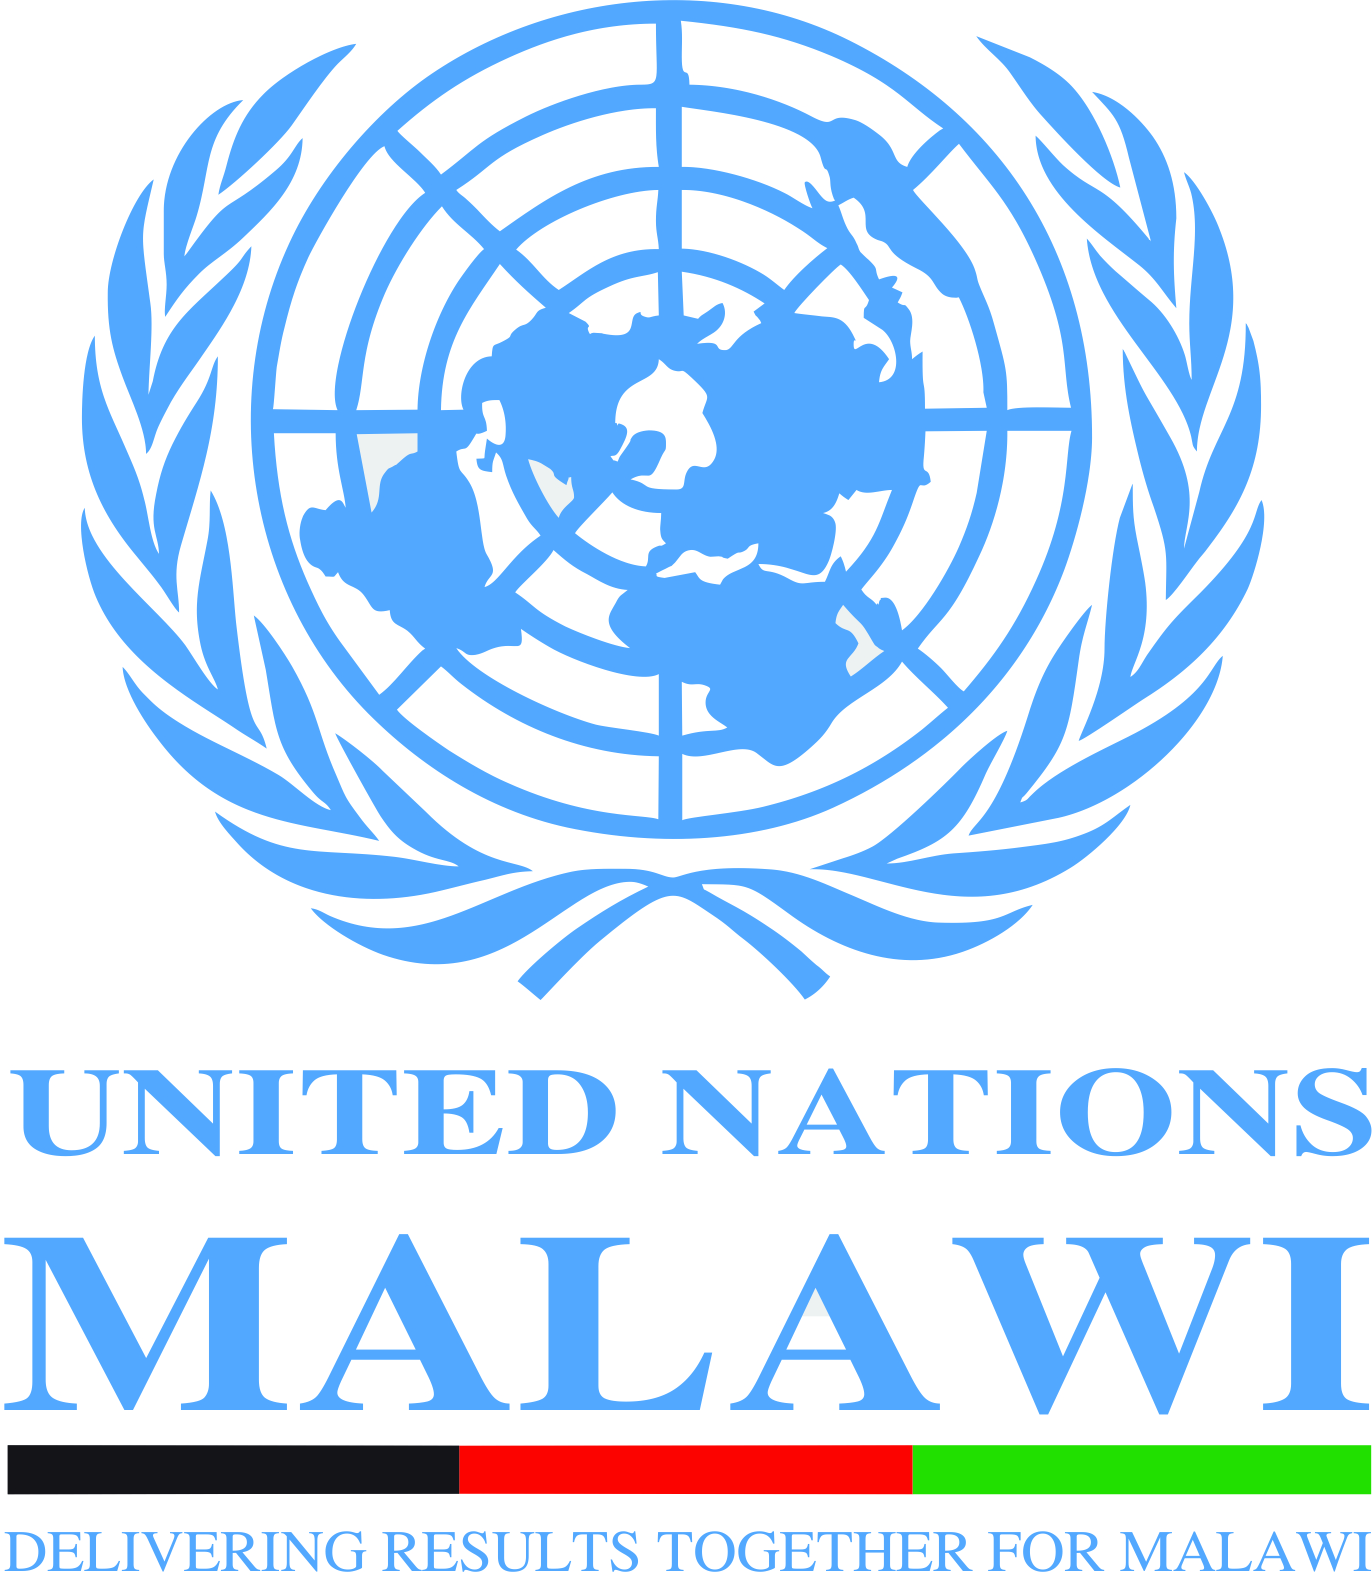 UNITED NATIONS
MALAWI
DELIVERING RESULTS TOGETHER FOR MALAWI